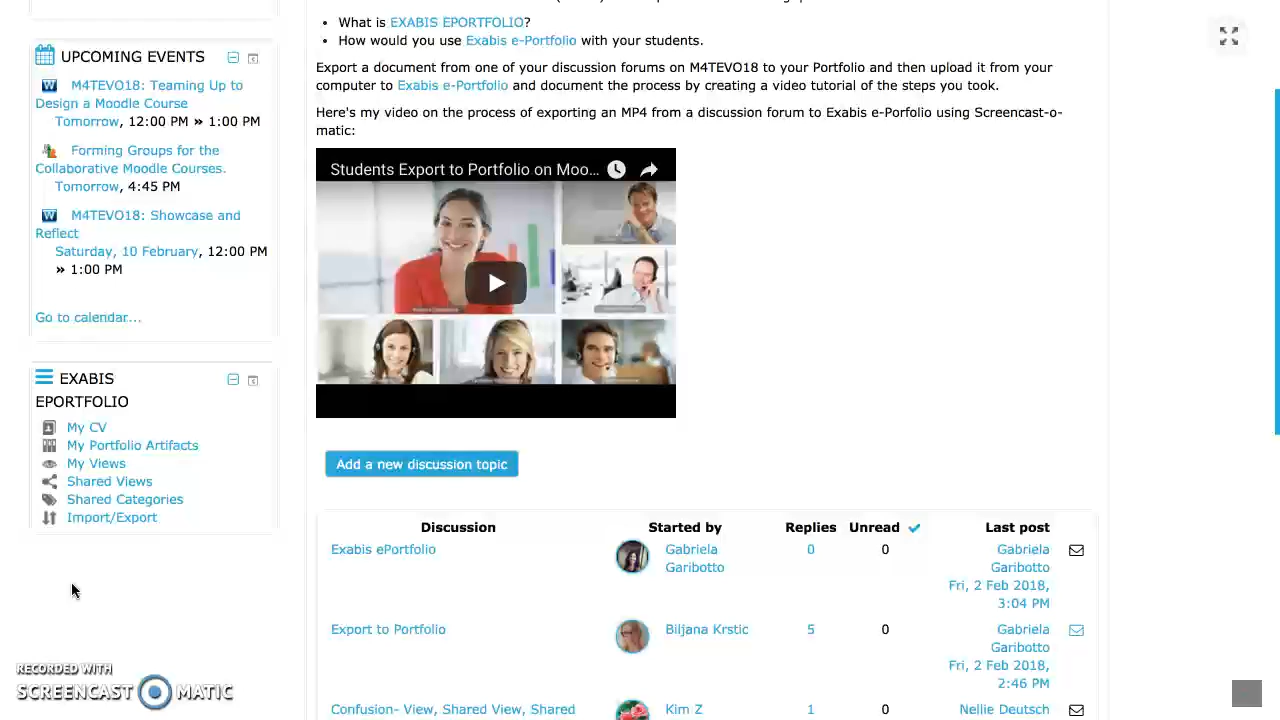 What is EXABIS EPORTFOLIO?
How would you use Exabis e-Portfolio with your students.
Export a document from one of your discussion forums on M4TEVO18 to your Portfolio and then upload it from your
computer to Exabis e-Portfolio and document the process by creating a video tutorial of the steps you took.
Here's my video on the process of exporting an MP4 from a discussion forum to Exabis e-Porfolio using Screencast-o-
matic:
Students Export to Portfolio on Moo...
Add a new discussion topic
Discussion Started by Replies Unread Last post
Exabis ePortfolio Gabriela 0 0 Gabriela
Garibotto Garibotto
Fri, 2 Feb 2018,
3:04 PM
Export to Portfolio Biljana Krstic 5 0 Gabriela
Garibotto
Fri, 2 Feb 2018,
2:46 PM
Confusion- View, Shared View, Shared Kim Z 1 0 Nellie Deutsch
UPCOMING EVENTS
M4TEVO18: Teaming Up to
Design a Moodle Course
Tomorrow, 12:00 PM » 1:00 PM
Forming Groups for the
Collaborative Moodle Courses.
Tomorrow, 4:45 PM
M4TEVO18: Showcase and
Reflect
Saturday, 10 February, 12:00 PM
» 1:00 PM
Go to calendar...
EXABIS
EPORTFOLIO
My CV
My Portfolio Artifacts
My Views
Shared Views
Shared Categories
Import/Export
RECORDED WITH
SCREENCAST MATIC